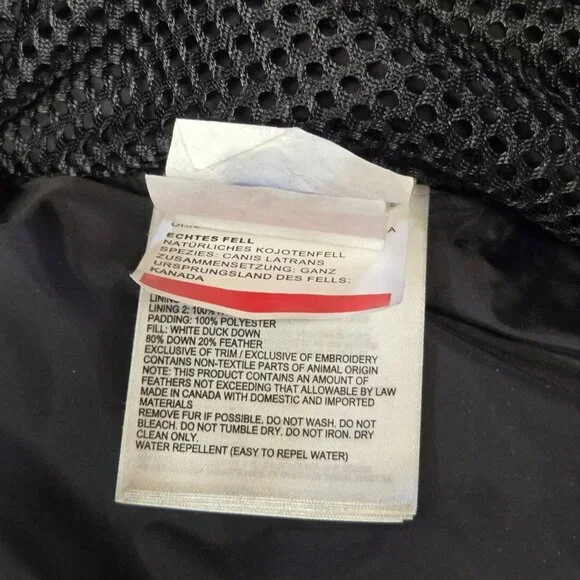 ECHTES FELL
NATÜRLICHES KOJOTENFELL
SPEZIES: CANIS LATRANS
ZUSAMMENSETZUNG: GANZ
URSPRUNGSLAND DES FELLS:
KANADA
LINING
LINING 2: 100%
PADDING: 100% POLYESTER
FILL: WHITE DUCK DOWN
80% DOWN 20% FEATHER
EXCLUSIVE OF TRIM / EXCLUSIVE OF EMBROIDERY
CONTAINS NON-TEXTILE PARTS OF ANIMAL ORIGIN
NOTE: THIS PRODUCT CONTAINS AN AMOUNT OF
FEATHERS NOT EXCEEDING THAT ALLOWABLE BY LAW
MADE IN CANADA WITH DOMESTIC AND IMPORTED
MATERIALS
REMOVE FUR IF POSSIBLE. DO NOT WASH. DO NOT
BLEACH. DO NOT TUMBLE DRY. DO NOT IRON. DRY
CLEAN ONLY.
WATER REPELLENT (EASY TO REPEL WATER)